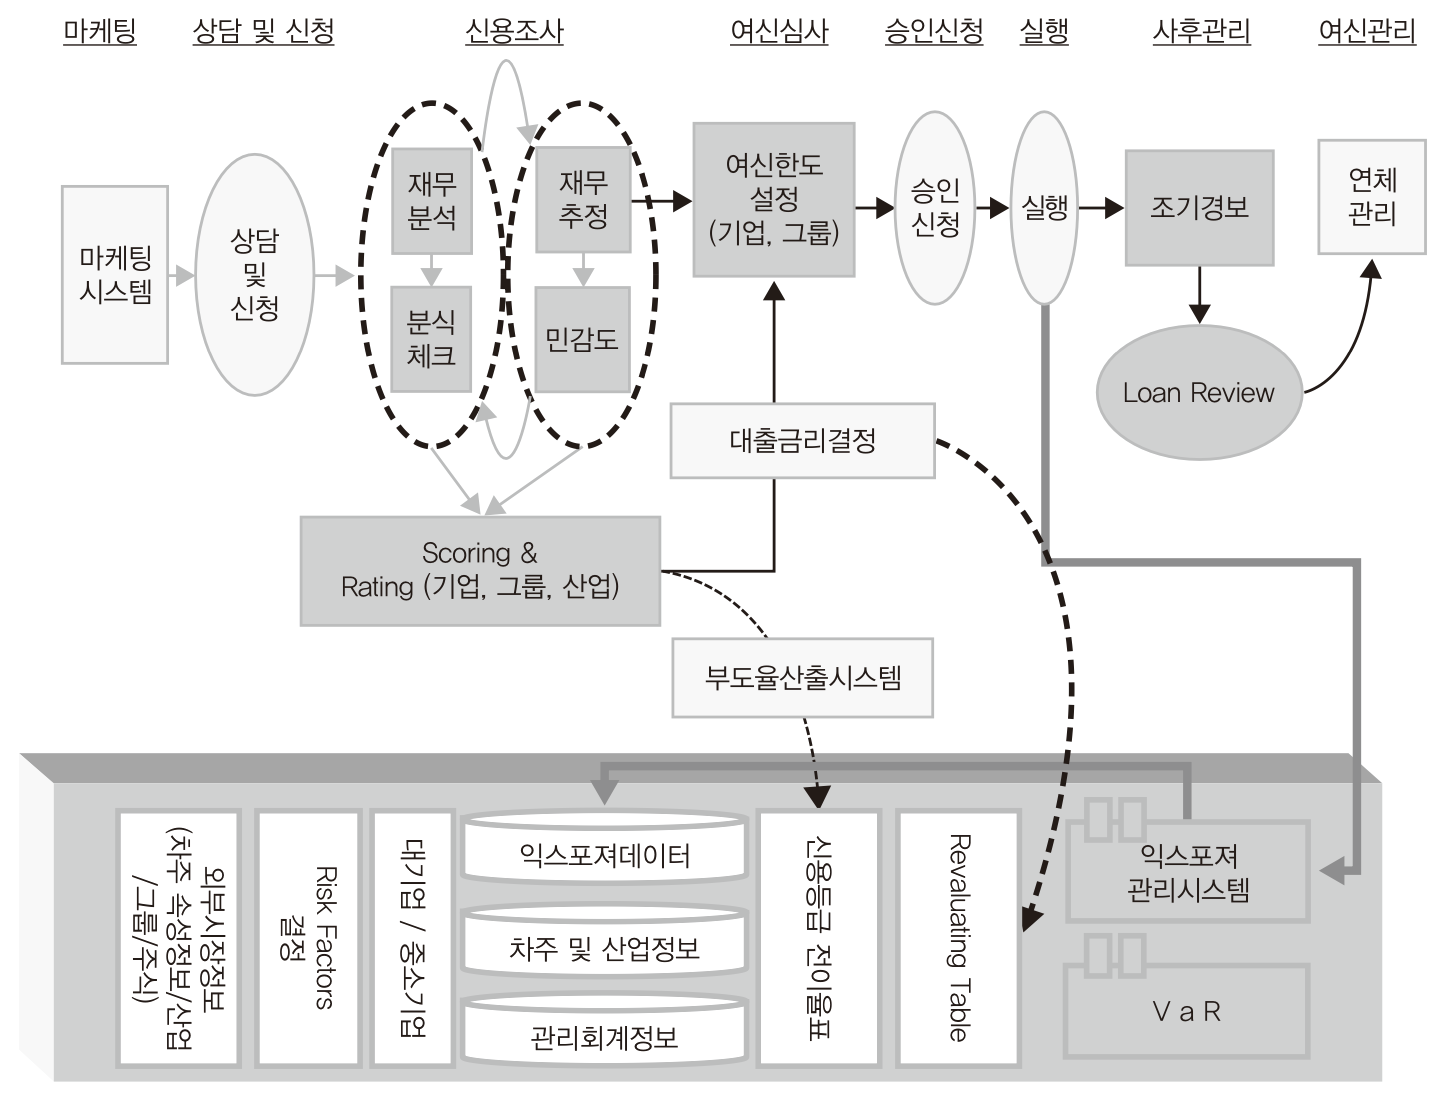 마케팅
상담 및 신청
신용조사
여신심사
승인신청
실행
사후관리
여신관리
마케팅
시스템
상담
및
신청
재무
분석
분식
체크
재무
추정
민감도
여신한도
설정
(기업, 그룹)
승인
신청
실행
조기경보
연체
관리
Loan Review
대출금리결정
Scoring &
Rating (기업, 그룹, 산업)
부도율산출시스템
외부시장정보
(차주 속성정보/산업
/그룹/주식)
Risk Factors
결정
대기업 / 중소기업
익스포져데이터
차주 및 산업정보
관리회계정보
신용등급 전이율표
Revaluating Table
익스포져
관리시스템
V a R